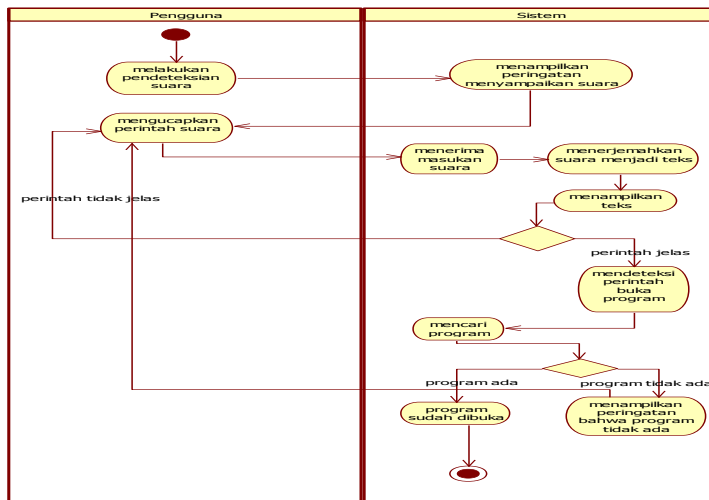 Pengguna
Sistem
melakukan
pendeteksian
suara
menampilkan
peringatan
menyampaikan suara
mengucapkan
perintah suara
menerima
masukan
suara
menerjemahkan
suara menjadi teks
menampilkan
teks
perintah tidak jelas
perintah jelas
mendeteksi
perintah
buka
program
mencari
program
program ada
program tidak ada
program
sudah dibuka
menampilkan
peringatan
bahwa program
tidak ada